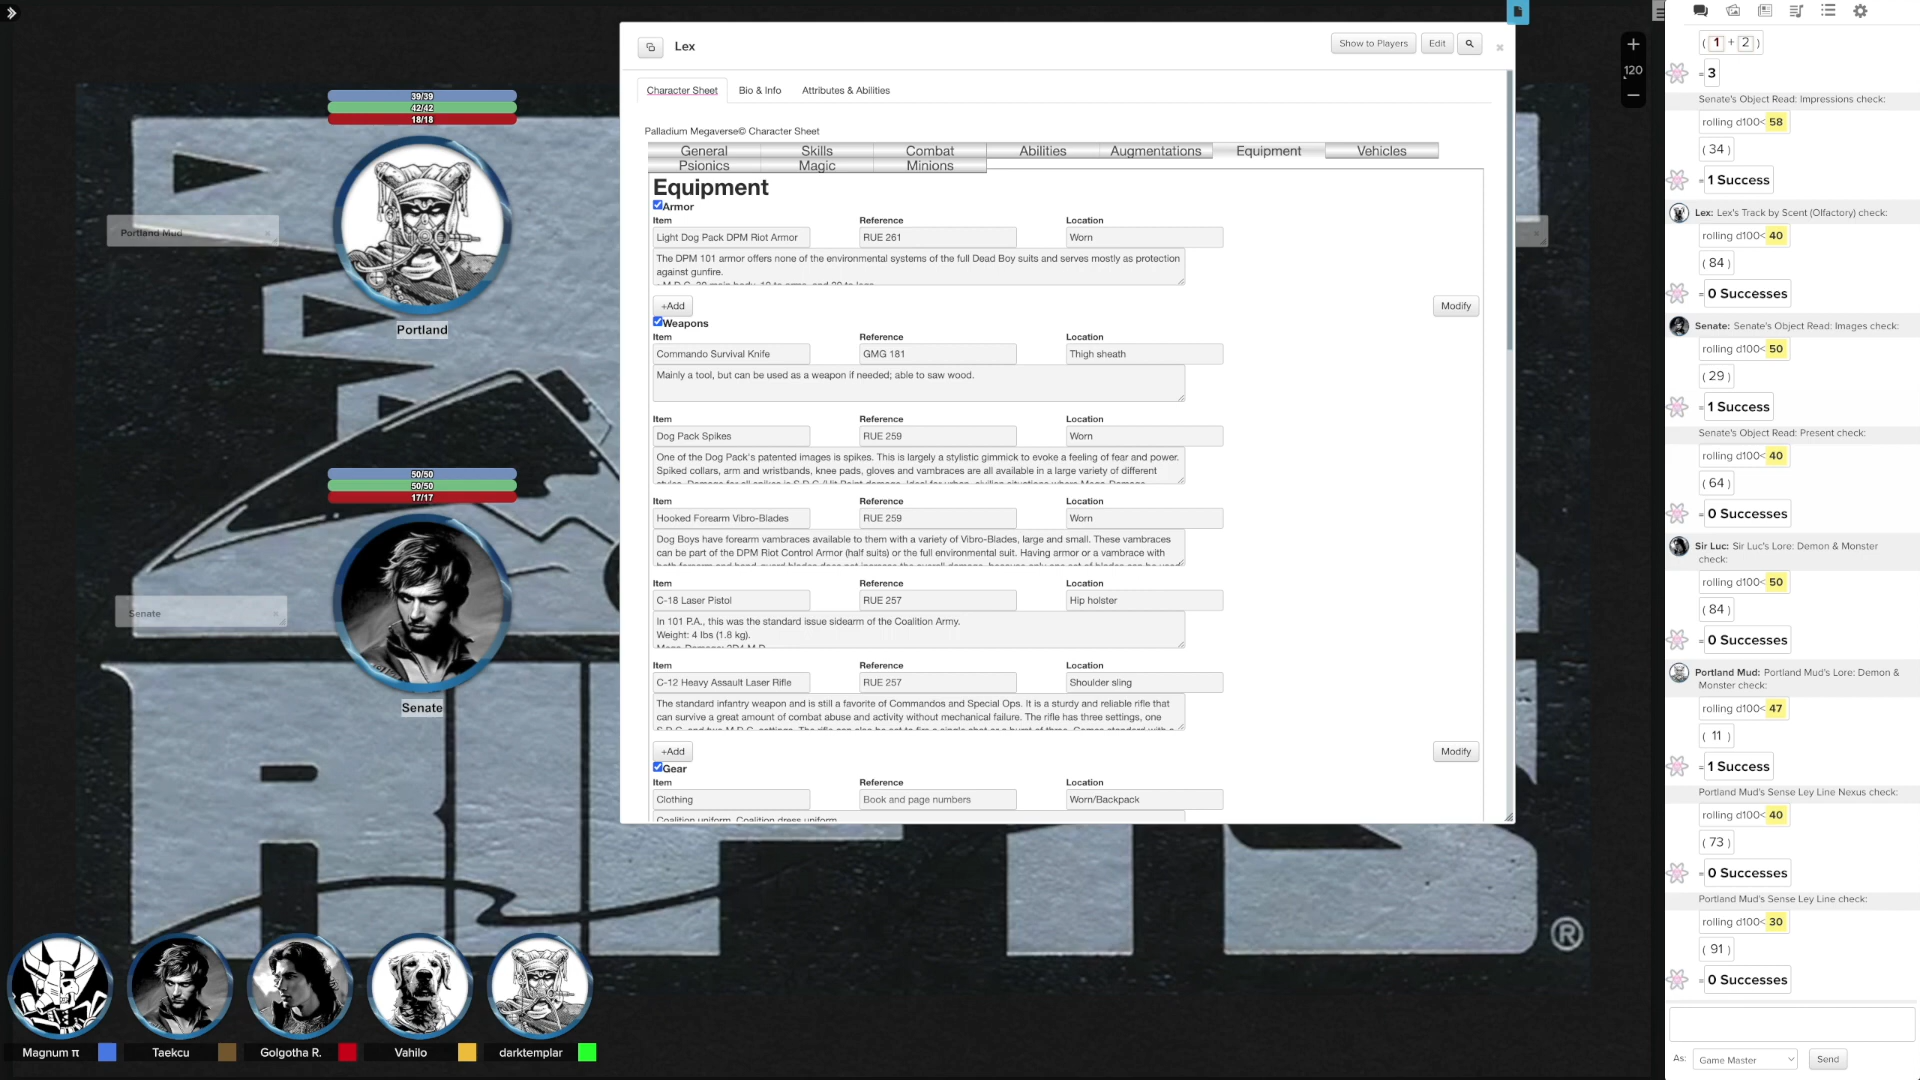 39/39
42/42
18/18
Portland Mud
Portland
50/50
50/50
17/17
Senate
Senate
®
Magnum π
Taekcu
Golgotha R.
Vahilo
darktemplar
Lex
Show to Players
Edit
Character Sheet
Bio & Info
Attributes & Abilities
Palladium Megaverse© Character Sheet
General
Skills
Combat
Abilities
Augmentations
Equipment
Vehicles
Psionics
Magic
Minions
Equipment
Armor
Item Reference Location
Light Dog Pack DPM Riot Armor RUE 261 Worn
The DPM 101 armor offers none of the environmental systems of the full Dead Boy suits and serves mostly as protection
against gunfire.
+Add
Modify
Weapons
Item Reference Location
Commando Survival Knife GMG 181 Thigh sheath
Mainly a tool, but can be used as a weapon if needed; able to saw wood.
Item Reference Location
Dog Pack Spikes RUE 259 Worn
One of the Dog Pack's patented images is spikes. This is largely a stylistic gimmick to evoke a feeling of fear and power.
Spiked collars, arm and wristbands, knee pads, gloves and vambraces are all available in a large variety of different
Item Reference Location
Hooked Forearm Vibro-Blades RUE 259 Worn
Dog Boys have forearm vambraces available to them with a variety of Vibro-Blades, large and small. These vambraces
can be part of the DPM Riot Control Armor (half suits) or the full environmental suit. Having armor or a vambrace with
Item Reference Location
C-18 Laser Pistol RUE 257 Hip holster
In 101 P.A., this was the standard issue sidearm of the Coalition Army.
Weight: 4 lbs (1.8 kg).
Item Reference Location
C-12 Heavy Assault Laser Rifle RUE 257 Shoulder sling
The standard infantry weapon and is still a favorite of Commandos and Special Ops. It is a sturdy and reliable rifle that
can survive a great amount of combat abuse and activity without mechanical failure. The rifle has three settings, one
+Add
Modify
Gear
Item Reference Location
Clothing Book and page numbers Worn/Backpack
Coalition uniform, Coalition dress uniform
120
( 1 + 2 )
= 3
Senate's Object Read: Impressions check:
rolling d100< 58
( 34 )
= 1 Success
Lex: Lex's Track by Scent (Olfactory) check:
rolling d100< 40
( 84 )
= 0 Successes
Senate: Senate's Object Read: Images check:
rolling d100< 50
( 29 )
= 1 Success
Senate's Object Read: Present check:
rolling d100< 40
( 64 )
= 0 Successes
Sir Luc: Sir Luc's Lore: Demon & Monster
check:
rolling d100< 50
( 84 )
= 0 Successes
Portland Mud: Portland Mud's Lore: Demon &
Monster check:
rolling d100< 47
( 11 )
= 1 Success
Portland Mud's Sense Ley Line Nexus check:
rolling d100< 40
( 73 )
= 0 Successes
Portland Mud's Sense Ley Line check:
rolling d100< 30
( 91 )
= 0 Successes
As: Game Master
Send